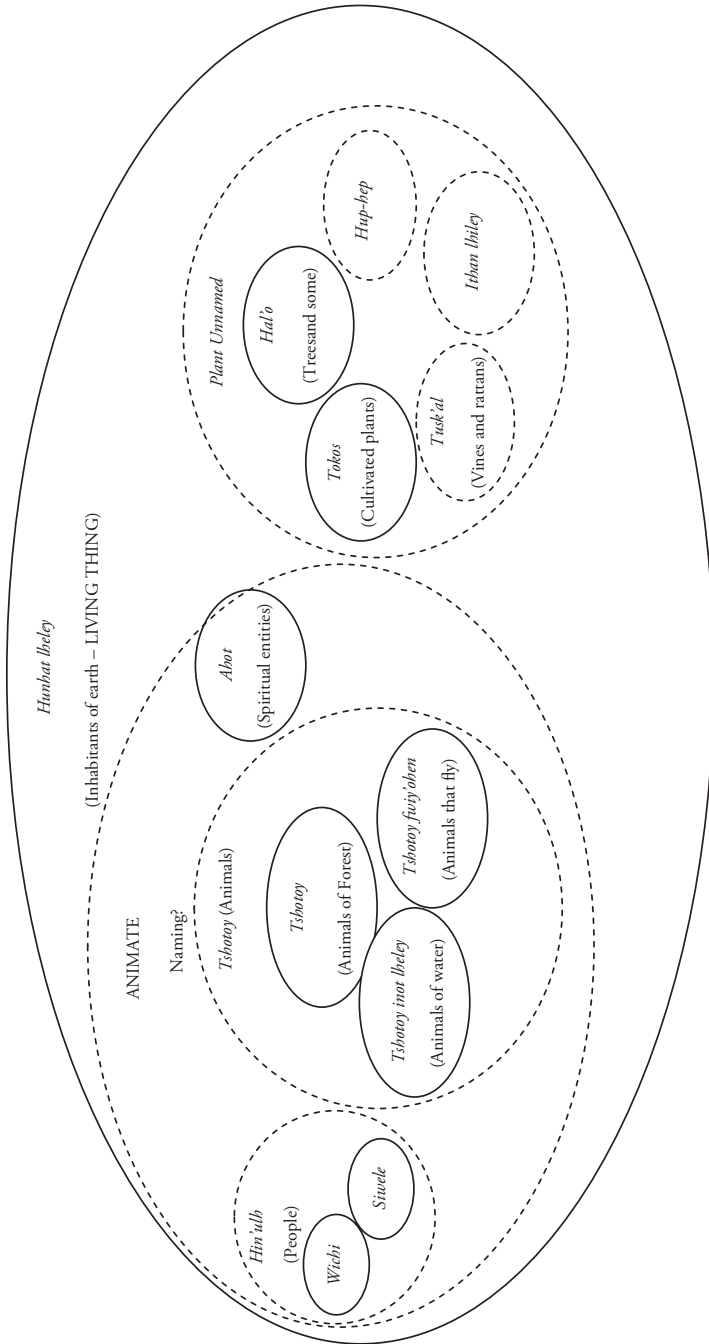 Hunhat lheley
(Inhabitants of earth – LIVING THING)
ANIMATE
Naming?
Hin'ulh
(People)
Wichi
Siwele
Tshotoy (Animals)
Tshotoy
(Animals of Forest)
Tshotoy inot lheley
(Animals of water)
Tshotoy fwiy'ohen
(Animals that fly)
Ahot
(Spiritual entities)
Plant Unnamed
Hal'o
(Treesand some)
Tokos
(Cultivated plants)
Tusk'al
(Vines and rattans)
Hup-hep
Ithan lhiley